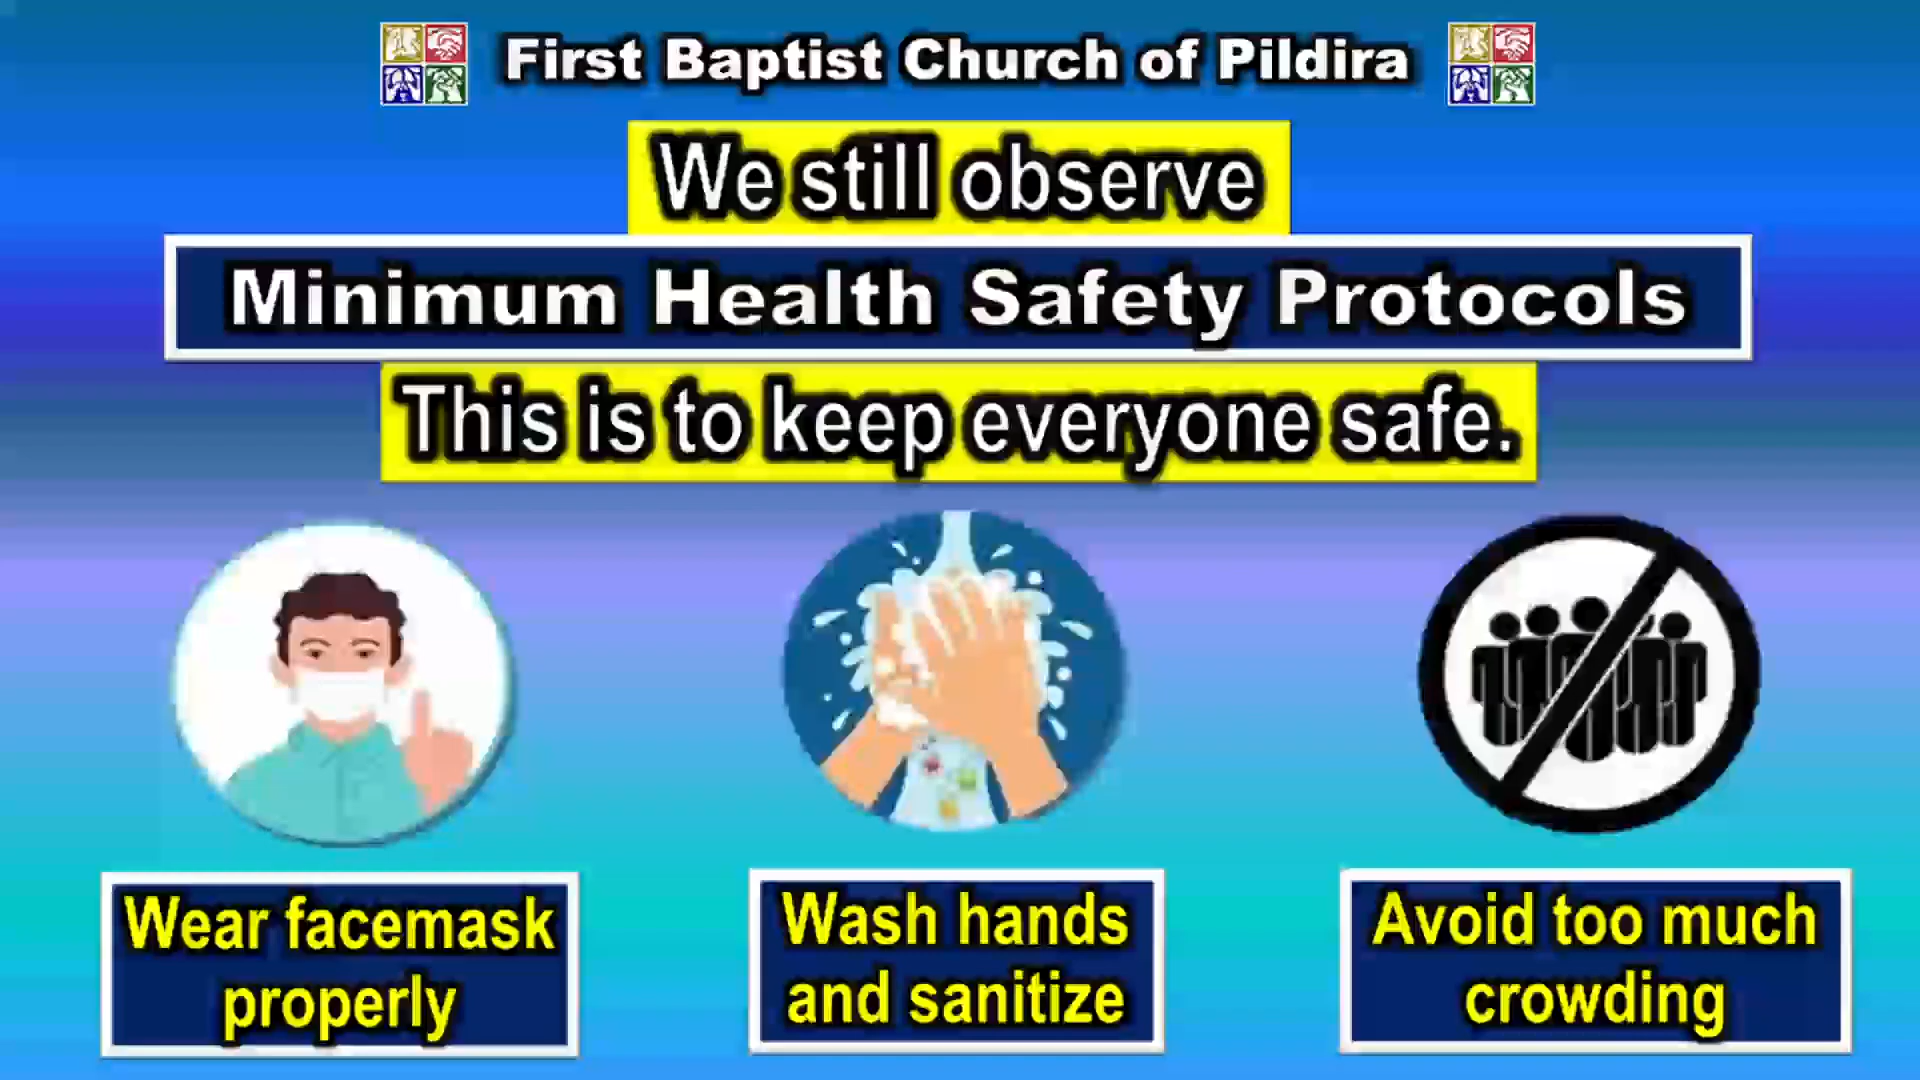 First Baptist Church of Pildira
We still observe
Minimum Health Safety Protocols
This is to keep everyone safe.
Wear facemask
properly
Wash hands
and sanitize
Avoid too much
crowding